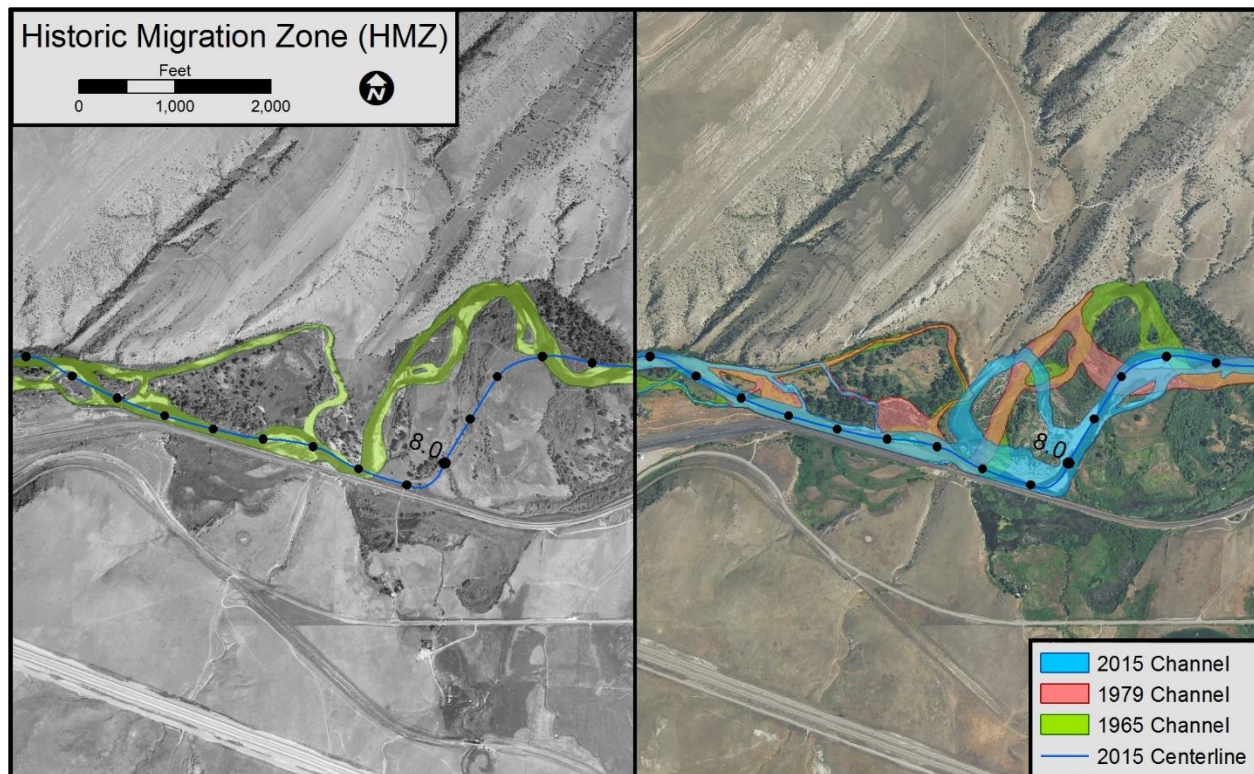 Historic Migration Zone (HMZ)
Feet
0 1,000 2,000
N
8.0
8.0
2015 Channel
1979 Channel
1965 Channel
2015 Centerline